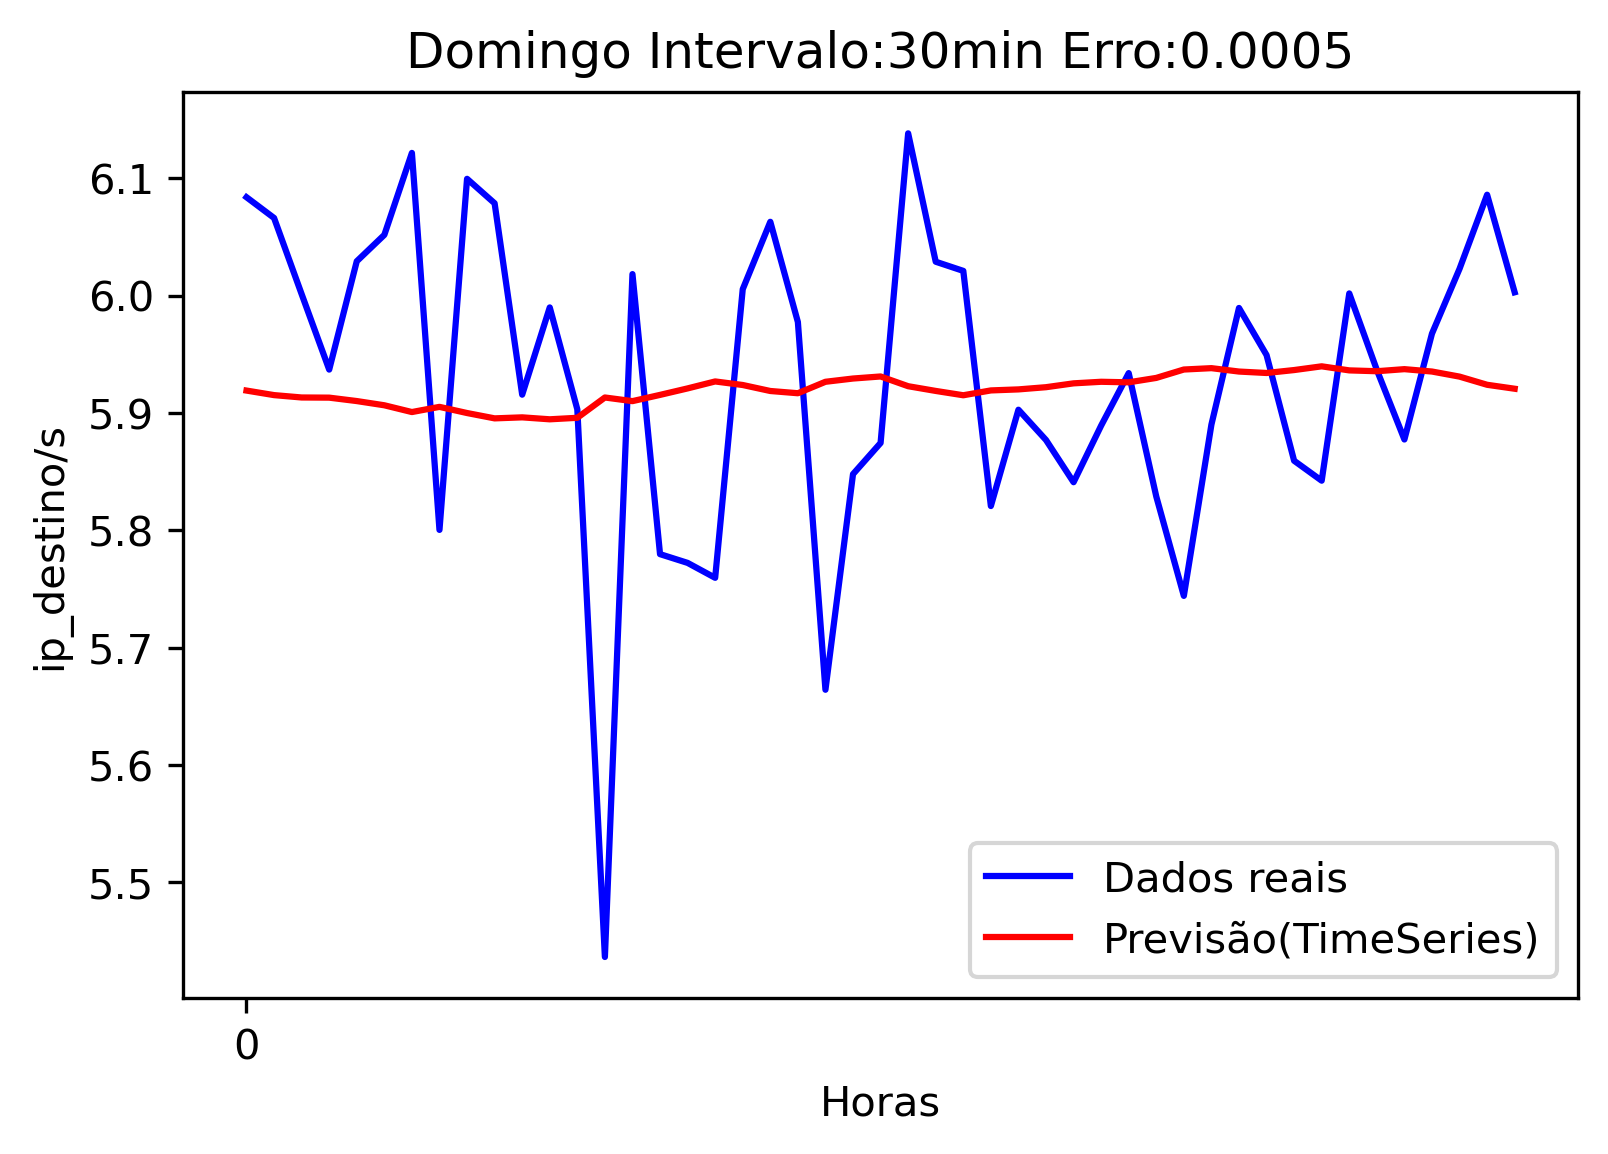 Domingo Intervalo:30min Erro:0.0005
ip_destino/s
6.1
6.0
5.9
5.8
5.7
5.6
5.5
0
Horas
Dados reais
Previsão(TimeSeries)